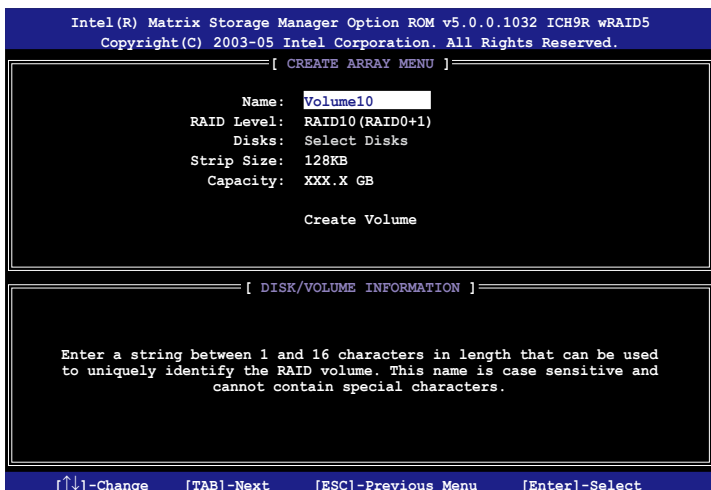 Intel(R) Matrix Storage Manager Option ROM v5.0.0.1032 ICH9R wRAID5
Copyright(C) 2003-05 Intel Corporation. All Rights Reserved.
[ CREATE ARRAY MENU ]
Name: Volume10
RAID Level: RAID10(RAID0+1)
Disks: Select Disks
Strip Size: 128KB
Capacity: XXX.X GB
Create Volume
[ DISK/VOLUME INFORMATION ]
Enter a string between 1 and 16 characters in length that can be used
to uniquely identify the RAID volume. This name is case sensitive and
cannot contain special characters.
[↑↓]-Change [TAB]-Next [ESC]-Previous Menu [Enter]-Select